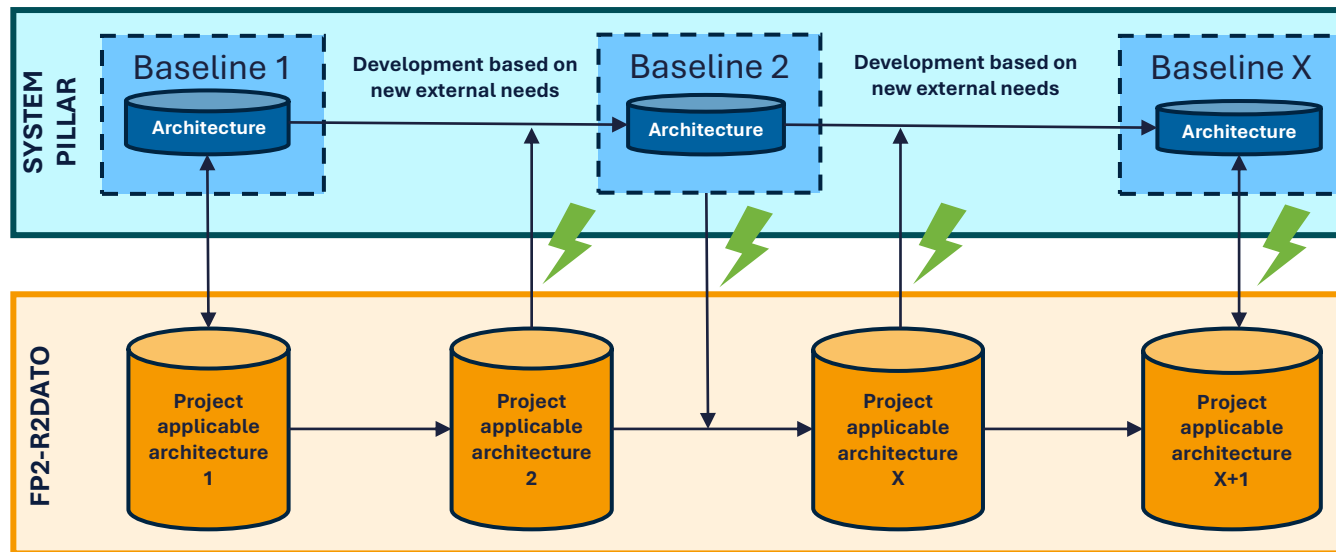 SYSTEM
PILLAR
Baseline 1
Architecture
Development based on
new external needs
Baseline 2
Architecture
Development based on
new external needs
Baseline X
Architecture
FP2-R2DATO
Project
applicable
architecture
1
Project
applicable
architecture
2
Project
applicable
architecture
X
Project
applicable
architecture
X+1